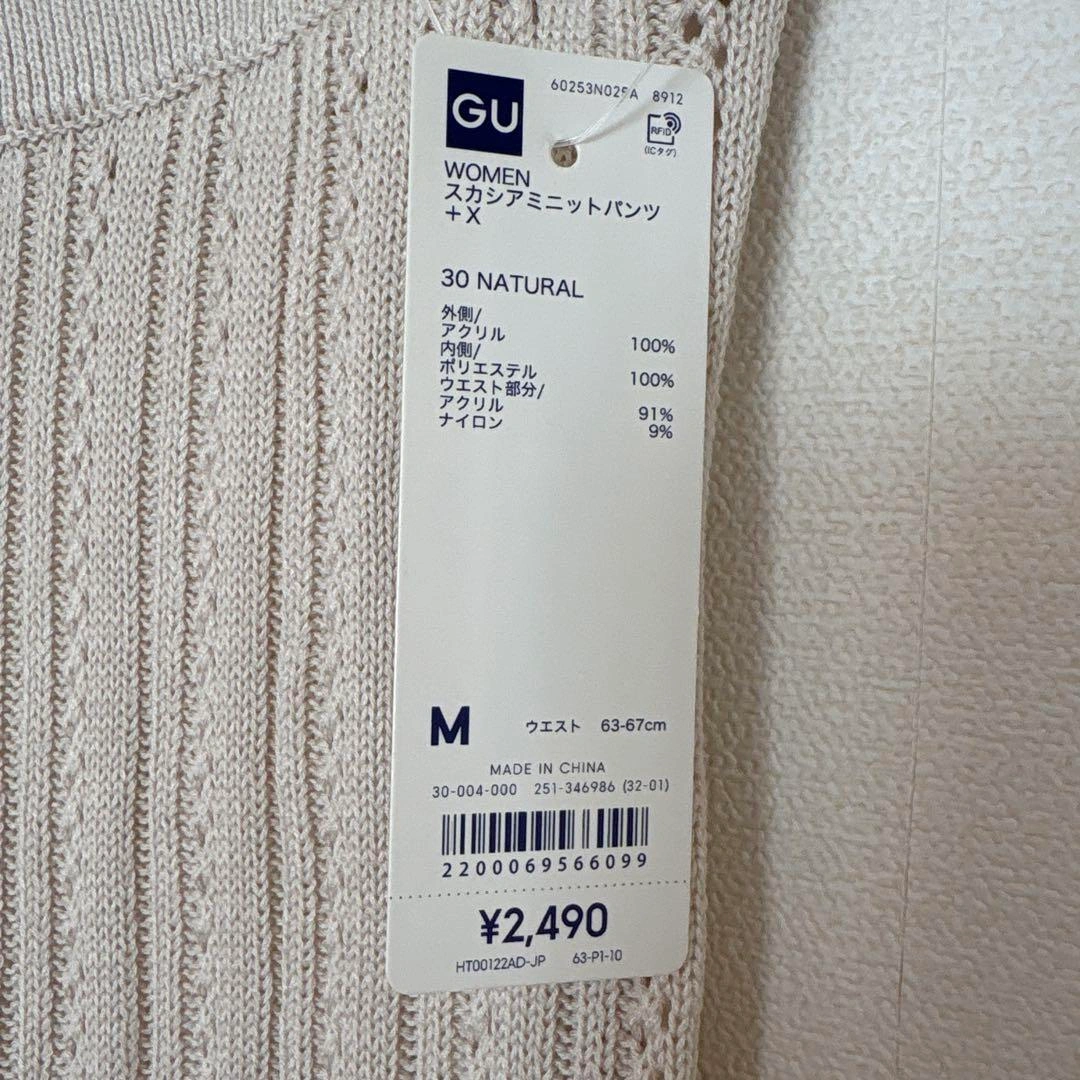 GU
60253N025A 8912
RFID
(ICタグ)
WOMEN
スカシアミニットパンツ
+X
30 NATURAL
外側/
アクリル 100%
内側/
ポリエステル 100%
ウエスト部分/
アクリル 91%
ナイロン 9%
M ウエスト 63-67cm
MADE IN CHINA
30-004-000 251-346986 (32-01)
2200069566099
¥2,490
HT00122AD-JP 63-P1-10